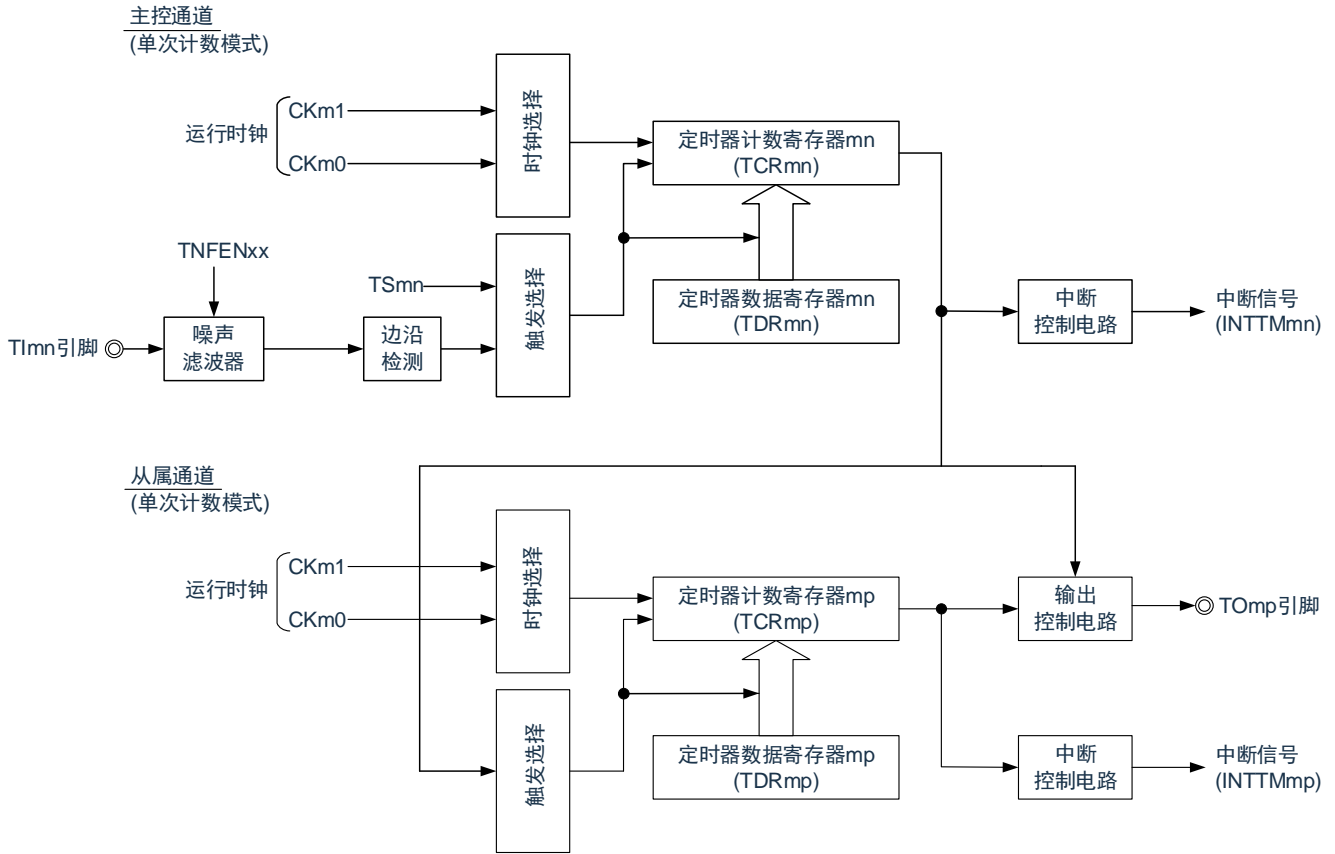 主控通道
(单次计数模式)
运行时钟
CKm1
CKm0
时钟选择
定时器计数寄存器mn
(TCRmn)
TNFENxx
TSmn
触发选择
定时器数据寄存器mn
(TDRmn)
中断
控制电路
中断信号
(INTTMmn)
TImn引脚
噪声
滤波器
边沿
检测
从属通道
(单次计数模式)
运行时钟
CKm1
CKm0
时钟选择
定时器计数寄存器mp
(TCRmp)
输出
控制电路
TOmp引脚
触发选择
定时器数据寄存器mp
(TDRmp)
中断
控制电路
中断信号
(INTTMmp)